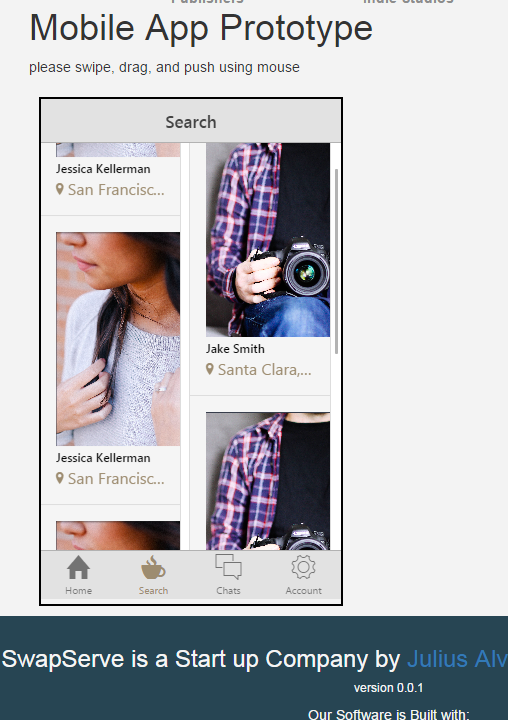 Publishers
Indie Studios
Mobile App Prototype
please swipe, drag, and push using mouse
Search
Jessica Kellerman
San Francisc...
Jake Smith
Santa Clara,...
Jessica Kellerman
San Francisc...
Home
Search
Chats
Account
SwapServe is a Start up Company by Julius Alv
version 0.0.1
Our Software is Built with: